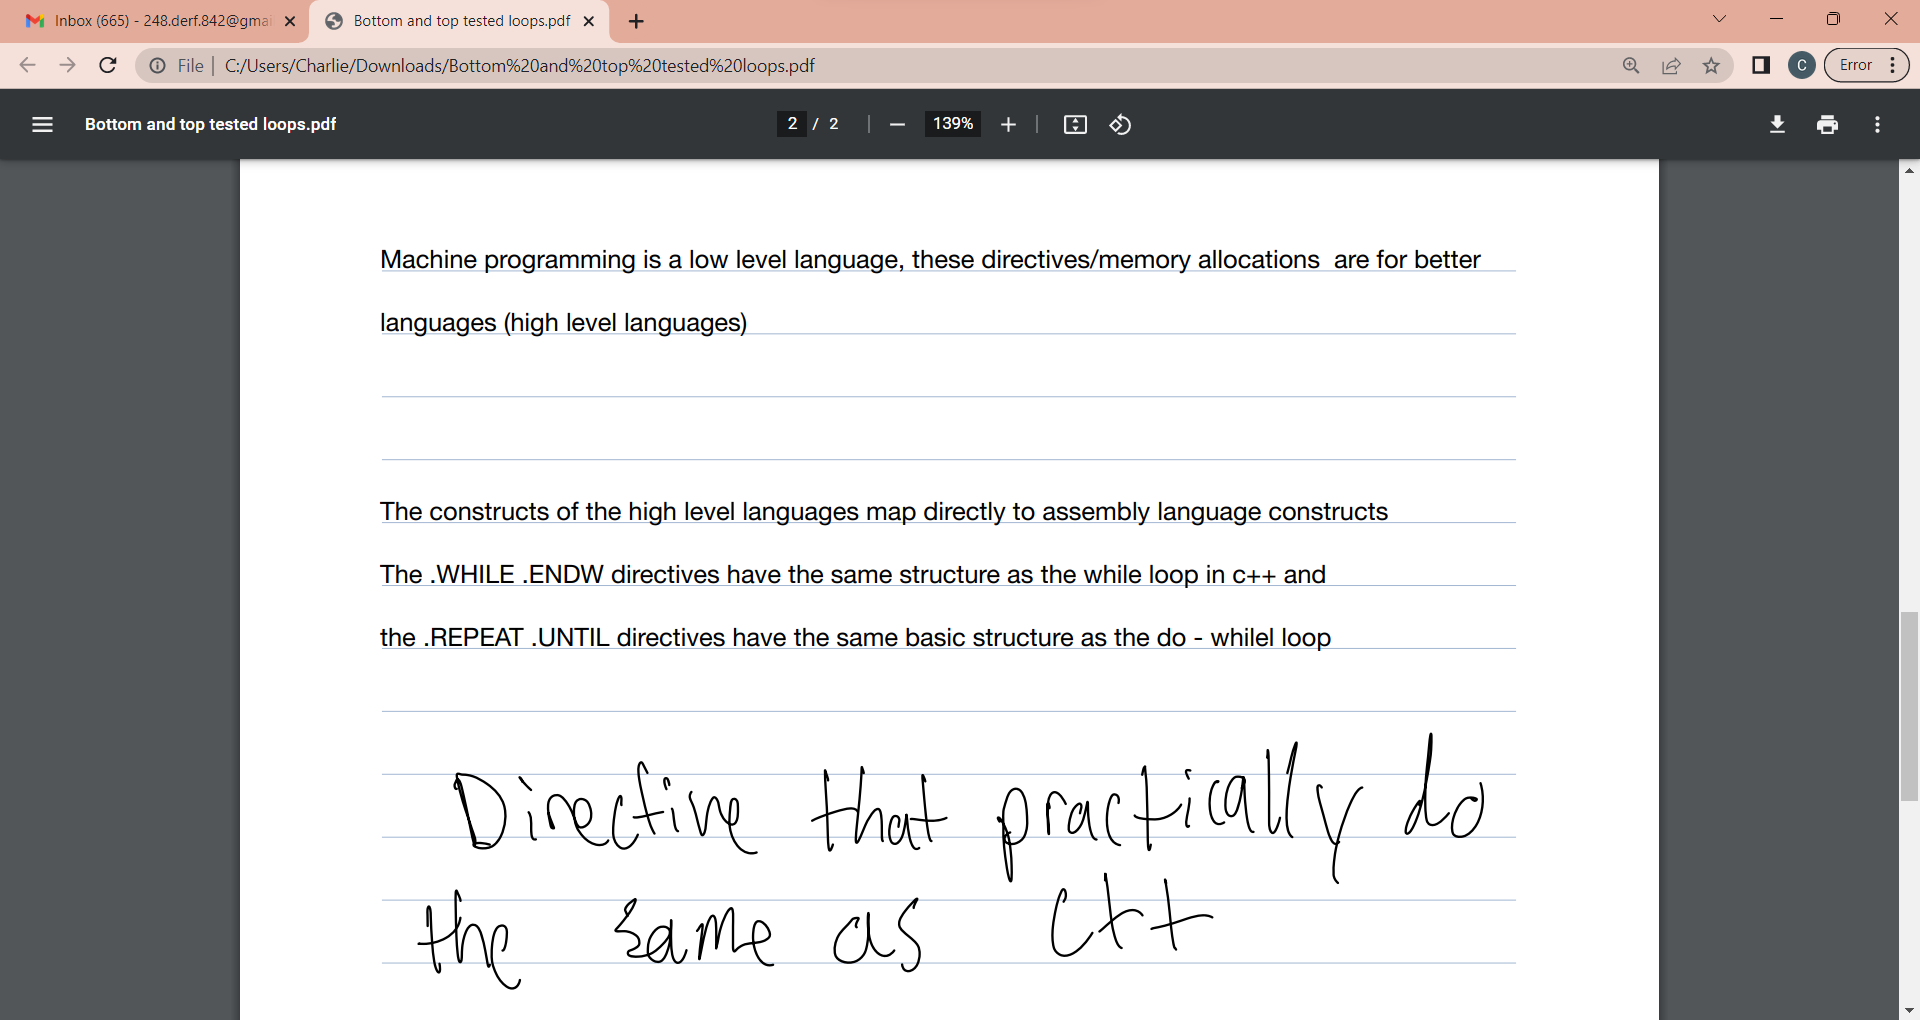 Inbox (665) - 248.derf.842@gmai
Bottom and top tested loops.pdf
File | C:/Users/Charlie/Downloads/Bottom%20and%20top%20tested%20loops.pdf
C
Error
Bottom and top tested loops.pdf
2 / 2
139%
Machine programming is a low level language, these directives/memory allocations  are for better
languages (high level languages)
The constructs of the high level languages map directly to assembly language constructs
The .WHILE .ENDW directives have the same structure as the while loop in c++ and
the .REPEAT .UNTIL directives have the same basic structure as the do - whilel loop
Directive that practically do
the same as C++